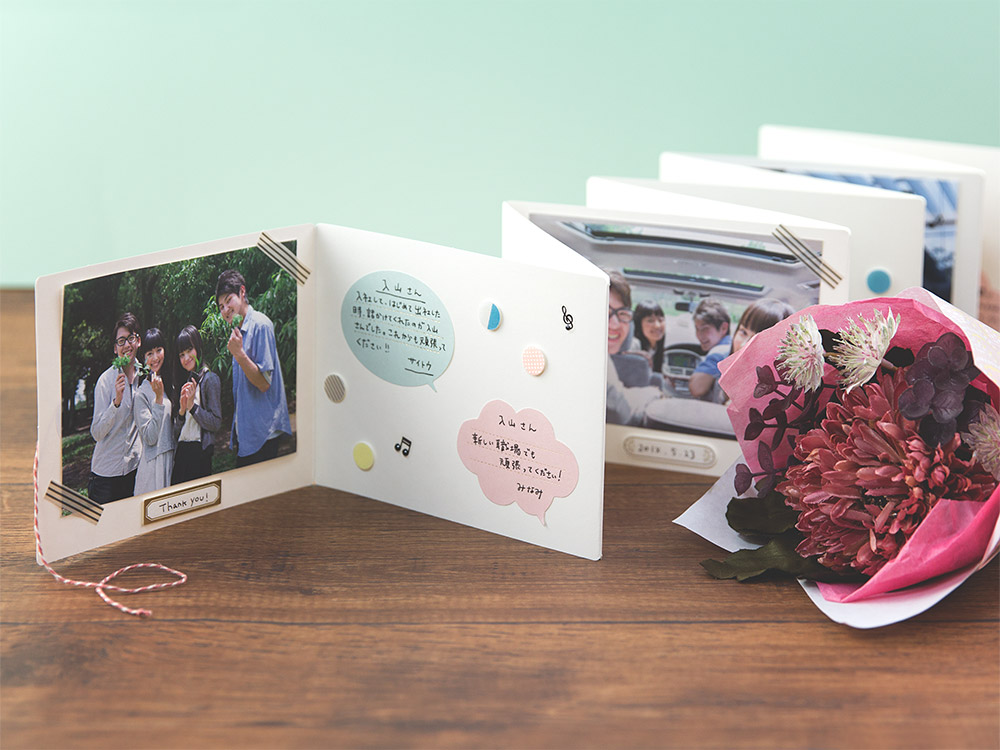 Thank you!
入山さん
入社して、はじめて出社した
時、話かけてくれたのが入山
さんでした。これからも頑張って
ください!!
サイトウ
入山さん
新しい職場でも
頑張ってください!
みなみ